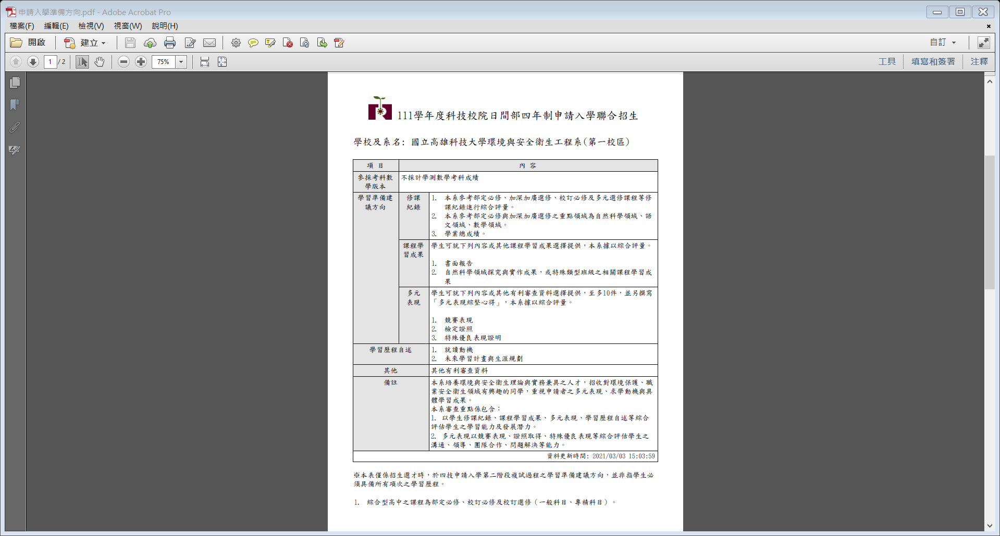 申請入學準備方向.pdf - Adobe Acrobat Pro
檔案(F) 編輯(E) 檢視(V) 視窗(W) 說明(H)
開啟 建立 自訂
1 / 2 75% 工具 填寫和簽署 注釋
R 111學年度科技校院日間部四年制申請入學聯合招生
學校及系名: 國立高雄科技大學環境與安全衛生工程系(第一校區)
項 目 內 容
參採考科數 不採計學測數學考科成績
學版本
學習準備建 修課 1. 本系參考部定必修、加深加廣選修、校訂必修及多元選修課程等修
議方向 紀錄 課紀錄進行綜合評量。
2. 本系參考部定必修與加深加廣選修之重點領域為自然科學領域、語
文領域、數學領域。
3. 學業總成績。
課程學 學生可就下列內容或其他課程學習成果選擇提供，本系據以綜合評量。
習成果
1. 書面報告
2. 自然科學領域探究與實作成果，或特殊類型班級之相關課程學習成
果
多元 學生可就下列內容或其他有利審查資料選擇提供，至多10件，並另撰寫
表現 「多元表現綜整心得」，本系據以綜合評量。
1. 競賽表現
2. 檢定證照
3. 特殊優良表現證明
學習歷程自述 1. 就讀動機
2. 未來學習計畫與生涯規劃
其他 其他有利審查資料
備註 本系培養環境與安全衛生理論與實務兼具之人才，招收對環境保護、職
業安全衛生領域有興趣的同學，重視申請者之多元表現、求學動機與具
體學習成果。
本系審查重點係包含：
1. 以學生修課紀錄、課程學習成果、多元表現、學習歷程自述等綜合
評估學生之學習能力及發展潛力。
2. 多元表現以競賽表現、證照取得、特殊優良表現等綜合評估學生之
溝通、領導、團隊合作、問題解決等能力。
資料更新時間: 2021/03/03 15:03:59
※本表僅係招生選才時，於四技申請入學第二階段複試過程之學習準備建議方向，並非指學生必
須具備所有項次之學習歷程。
1. 綜合型高中之課程為部定必修、校訂必修及校訂選修（一般科目、專精科目）。